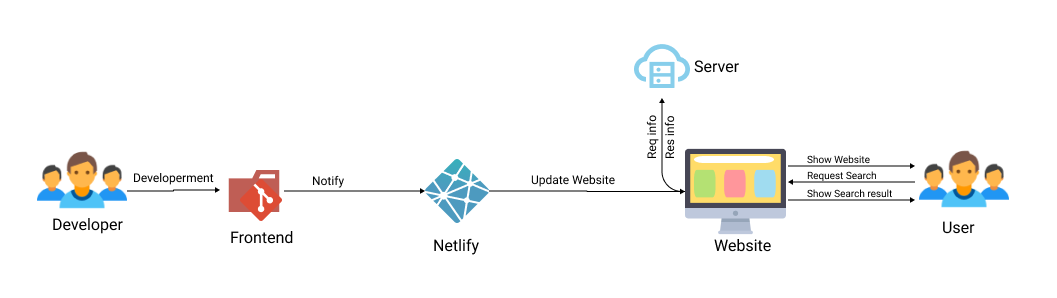 Server
Req info
Res info
Developerment
Notify
Update Website
Show Website
Request Search
Show Search result
Developer
Frontend
Netlify
Website
User